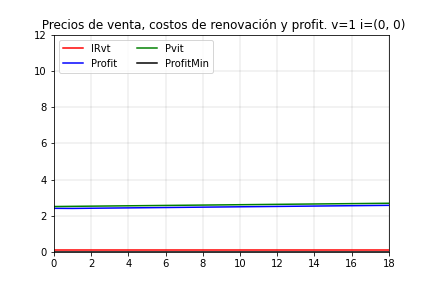 Precios de venta, costos de renovación y profit. v=1 i=(0, 0)
12
10
8
6
4
2
0
IRvt
Profit
Pvit
ProfitMin
0 2 4 6 8 10 12 14 16 18